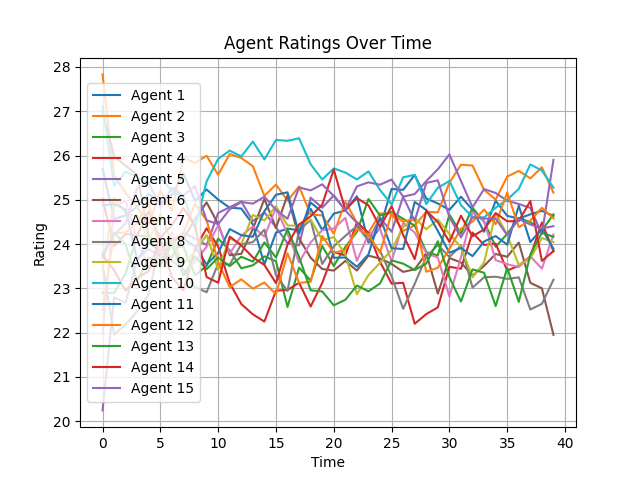 Agent Ratings Over Time
Rating
28
27
26
25
24
23
22
21
20
Agent 1
Agent 2
Agent 3
Agent 4
Agent 5
Agent 6
Agent 7
Agent 8
Agent 9
Agent 10
Agent 11
Agent 12
Agent 13
Agent 14
Agent 15
0 5 10 15 20 25 30 35 40
Time